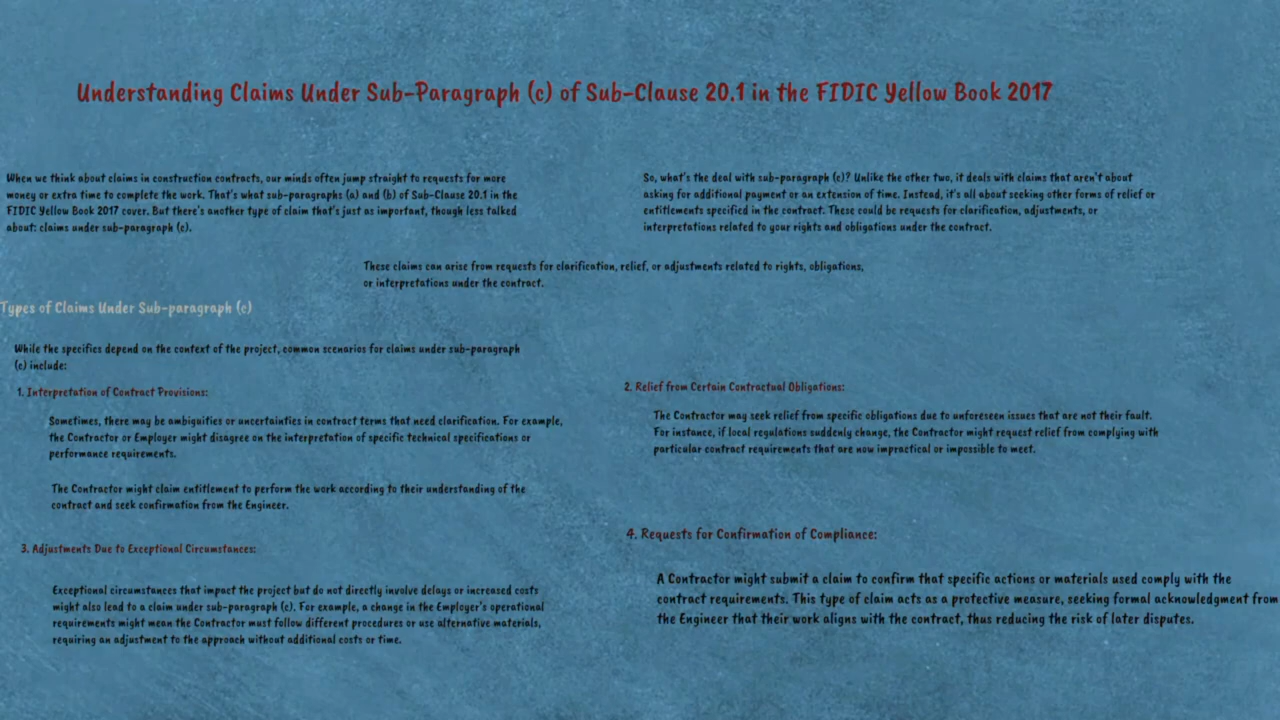 Understanding Claims Under Sub-Paragraph (c) of Sub-Clause 20.1 in the FIDIC Yellow Book 2017
When we think about claims in construction contracts, our minds often jump straight to requests for more
money or extra time to complete the work. That's what sub-paragraphs (a) and (b) of Sub-Clause 20.1 in the
FIDIC Yellow Book 2017 cover. But there's another type of claim that's just as important, though less talked
about: claims under sub-paragraph (c).
So, what's the deal with sub-paragraph (c)? Unlike the other two, it deals with claims that aren't about
asking for additional payment or an extension of time. Instead, it's all about seeking other forms of relief or
entitlements specified in the contract. These could be requests for clarification, adjustments, or
interpretations related to your rights and obligations under the contract.
These claims can arise from requests for clarification, relief, or adjustments related to rights, obligations,
or interpretations under the contract.
Types of Claims Under Sub-paragraph (c)
While the specifics depend on the context of the project, common scenarios for claims under sub-paragraph
(c) include:
1. Interpretation of Contract Provisions:
Sometimes, there may be ambiguities or uncertainties in contract terms that need clarification. For example,
the Contractor or Employer might disagree on the interpretation of specific technical specifications or
performance requirements.
The Contractor might claim entitlement to perform the work according to their understanding of the
contract and seek confirmation from the Engineer.
2. Relief from Certain Contractual Obligations:
The Contractor may seek relief from specific obligations due to unforeseen issues that are not their fault.
For instance, if local regulations suddenly change, the Contractor might request relief from complying with
particular contract requirements that are now impractical or impossible to meet.
3. Adjustments Due to Exceptional Circumstances:
Exceptional circumstances that impact the project but do not directly involve delays or increased costs
might also lead to a claim under sub-paragraph (c). For example, a change in the Employer's operational
requirements might mean the Contractor must follow different procedures or use alternative materials,
requiring an adjustment to the approach without additional costs or time.
4. Requests for Confirmation of Compliance:
A Contractor might submit a claim to confirm that specific actions or materials used comply with the
contract requirements. This type of claim acts as a protective measure, seeking formal acknowledgment from
the Engineer that their work aligns with the contract, thus reducing the risk of later disputes.